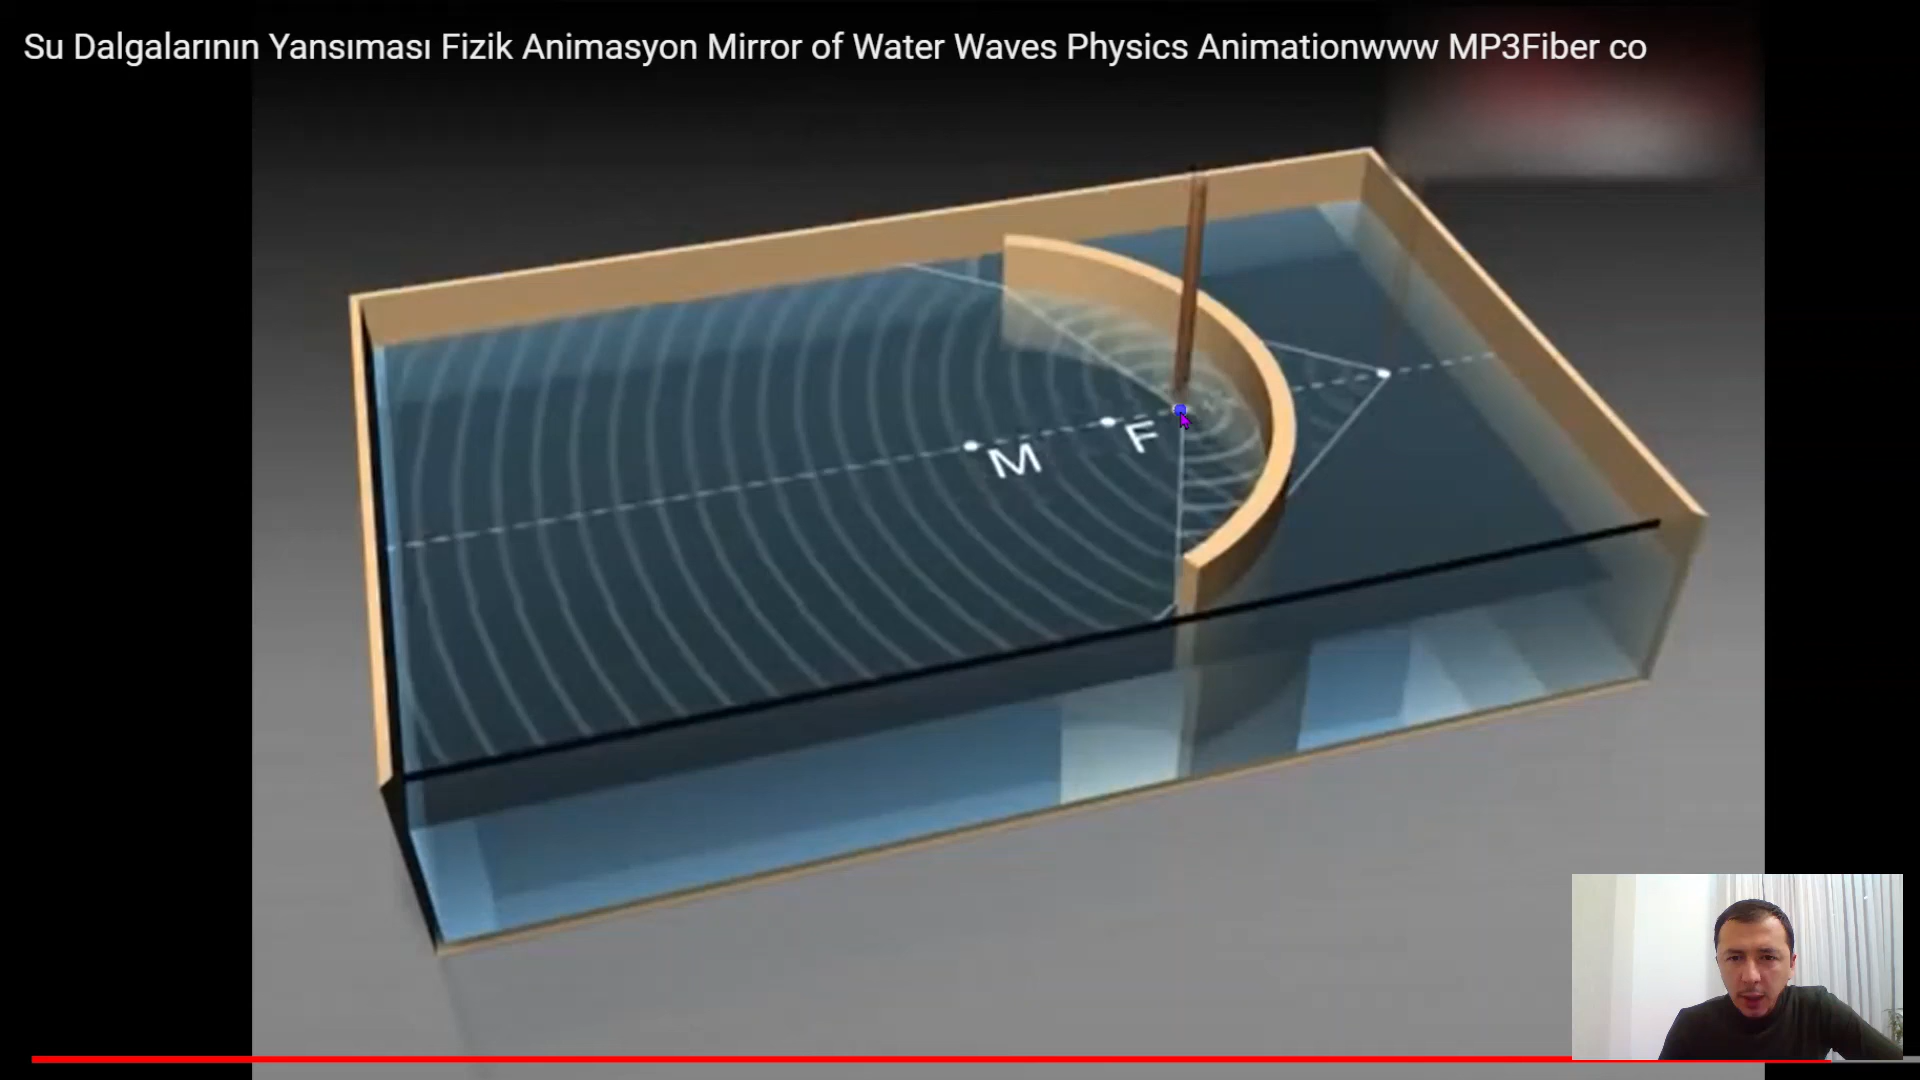 Su Dalgalarının Yansıması Fizik Animasyon Mirror of Water Waves Physics Animationwww MP3Fiber co
M
F